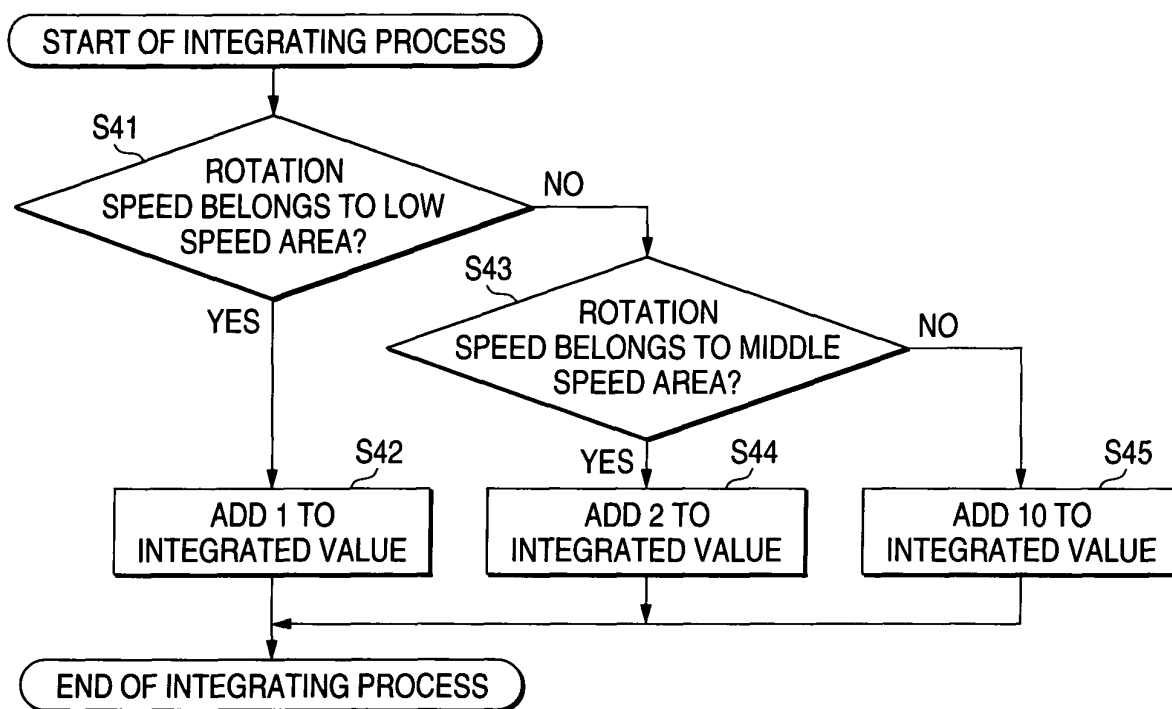 START OF INTEGRATING PROCESS
S41
ROTATION
SPEED BELONGS TO LOW
SPEED AREA?
NO
YES
S43
ROTATION
SPEED BELONGS TO MIDDLE
SPEED AREA?
NO
YES
S42
ADD 1 TO
INTEGRATED VALUE
S44
ADD 2 TO
INTEGRATED VALUE
S45
ADD 10 TO
INTEGRATED VALUE
END OF INTEGRATING PROCESS